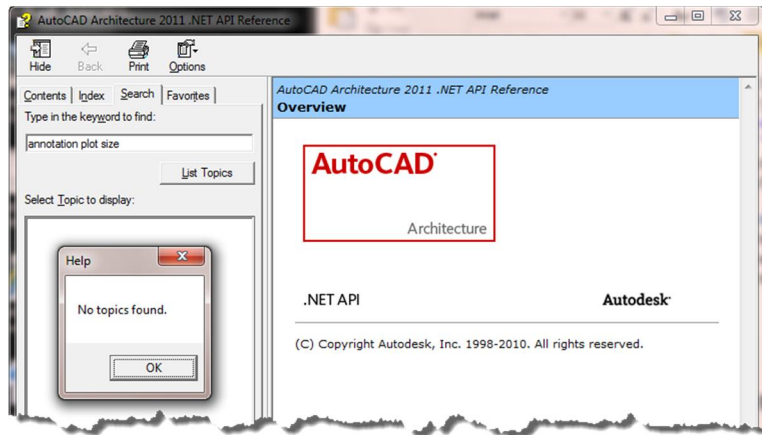 AutoCAD Architecture 2011 .NET API Reference
Hide Back Print Options
Contents Index Search Favorites
Type in the keyword to find:
annotation plot size
List Topics
Select Topic to display:
Help
No topics found.
OK
AutoCAD Architecture 2011 .NET API Reference
Overview
AutoCAD
Architecture
.NET API Autodesk
(C) Copyright Autodesk, Inc. 1998-2010. All rights reserved.